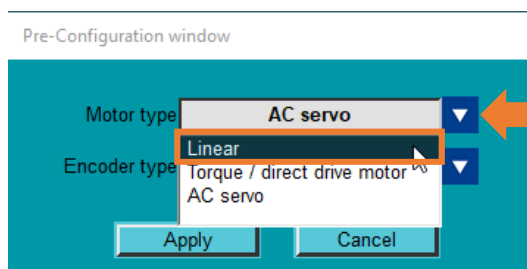 Pre-Configuration window
Motor type AC servo
Linear
Encoder type Torque / direct drive motor
AC servo
Apply Cancel